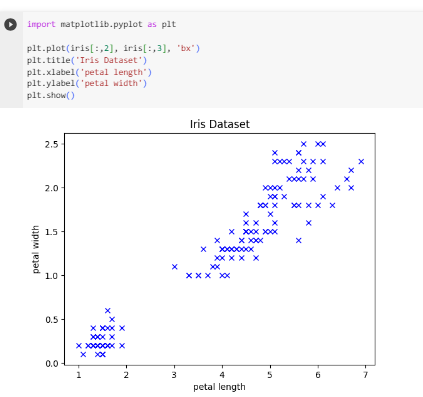 import matplotlib.pyplot as plt
plt.plot(iris[:,2], iris[:,3], 'bx')
plt.title('Iris Dataset')
plt.xlabel('petal length')
plt.ylabel('petal width')
plt.show()
Iris Dataset
2.5
2.0
1.5
1.0
0.5
0.0
petal width
1 2 3 4 5 6 7
petal length